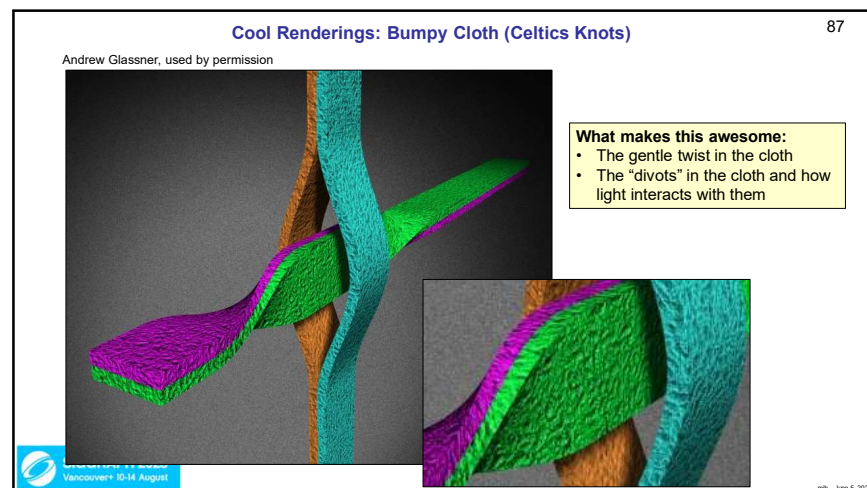 Cool Renderings: Bumpy Cloth (Celtics Knots)
87
Andrew Glassner, used by permission
What makes this awesome:
• The gentle twist in the cloth
• The “divots” in the cloth and how
light interacts with them
Vancouver+ 10-14 August